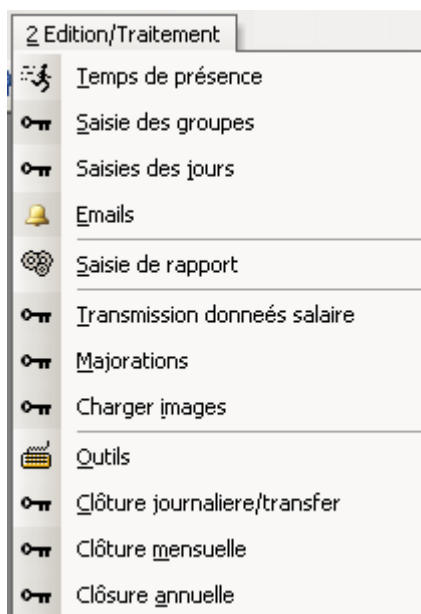 2 Edition/Traitement
Temps de présence
Saisie des groupes
Saisies des jours
Emails
Saisie de rapport
Transmission donneés salaire
Majorations
Charger images
Outils
Clôture journaliere/transfer
Clôture mensuelle
Clôsure annuelle